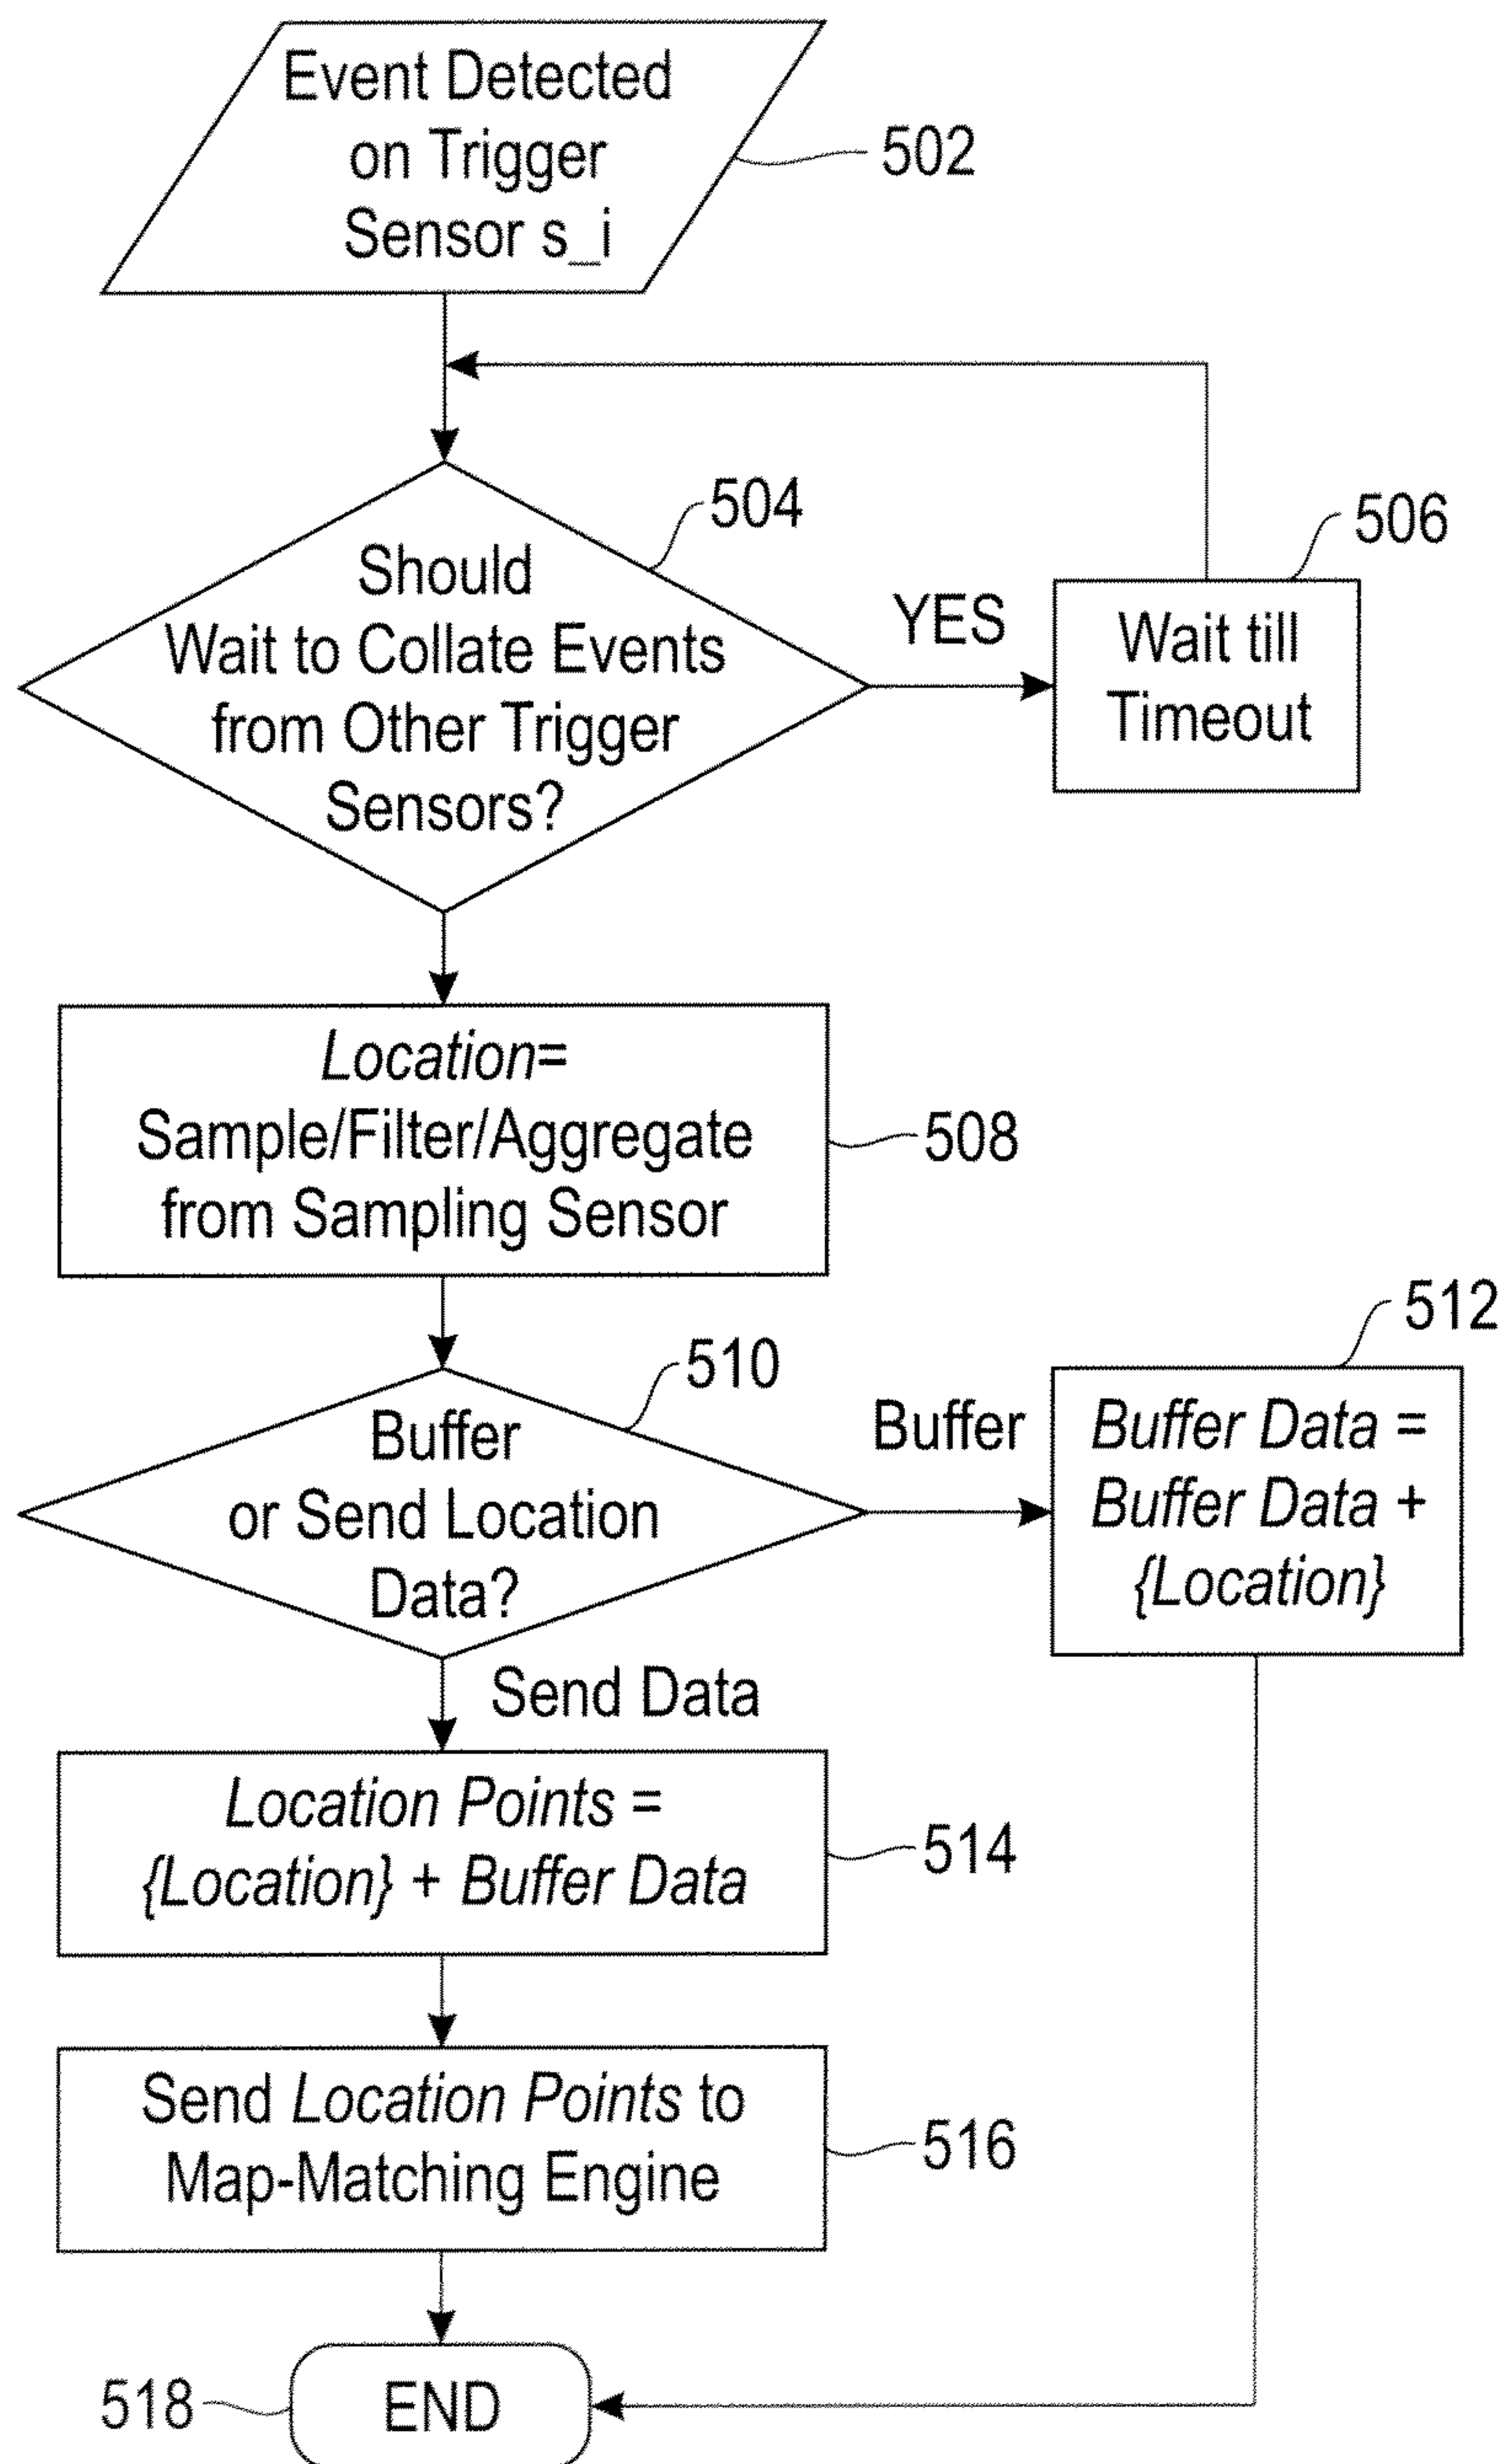 Event Detected
on Trigger
Sensor s_i
502
504
Should
Wait to Collate Events
from Other Trigger
Sensors?
YES
506
Wait till
Timeout
Location=
Sample/Filter/Aggregate
from Sampling Sensor
508
510
Buffer
or Send Location
Data?
Buffer
512
Buffer Data =
Buffer Data +
{Location}
Send Data
Location Points =
{Location} + Buffer Data
514
Send Location Points to
Map-Matching Engine
516
518
END